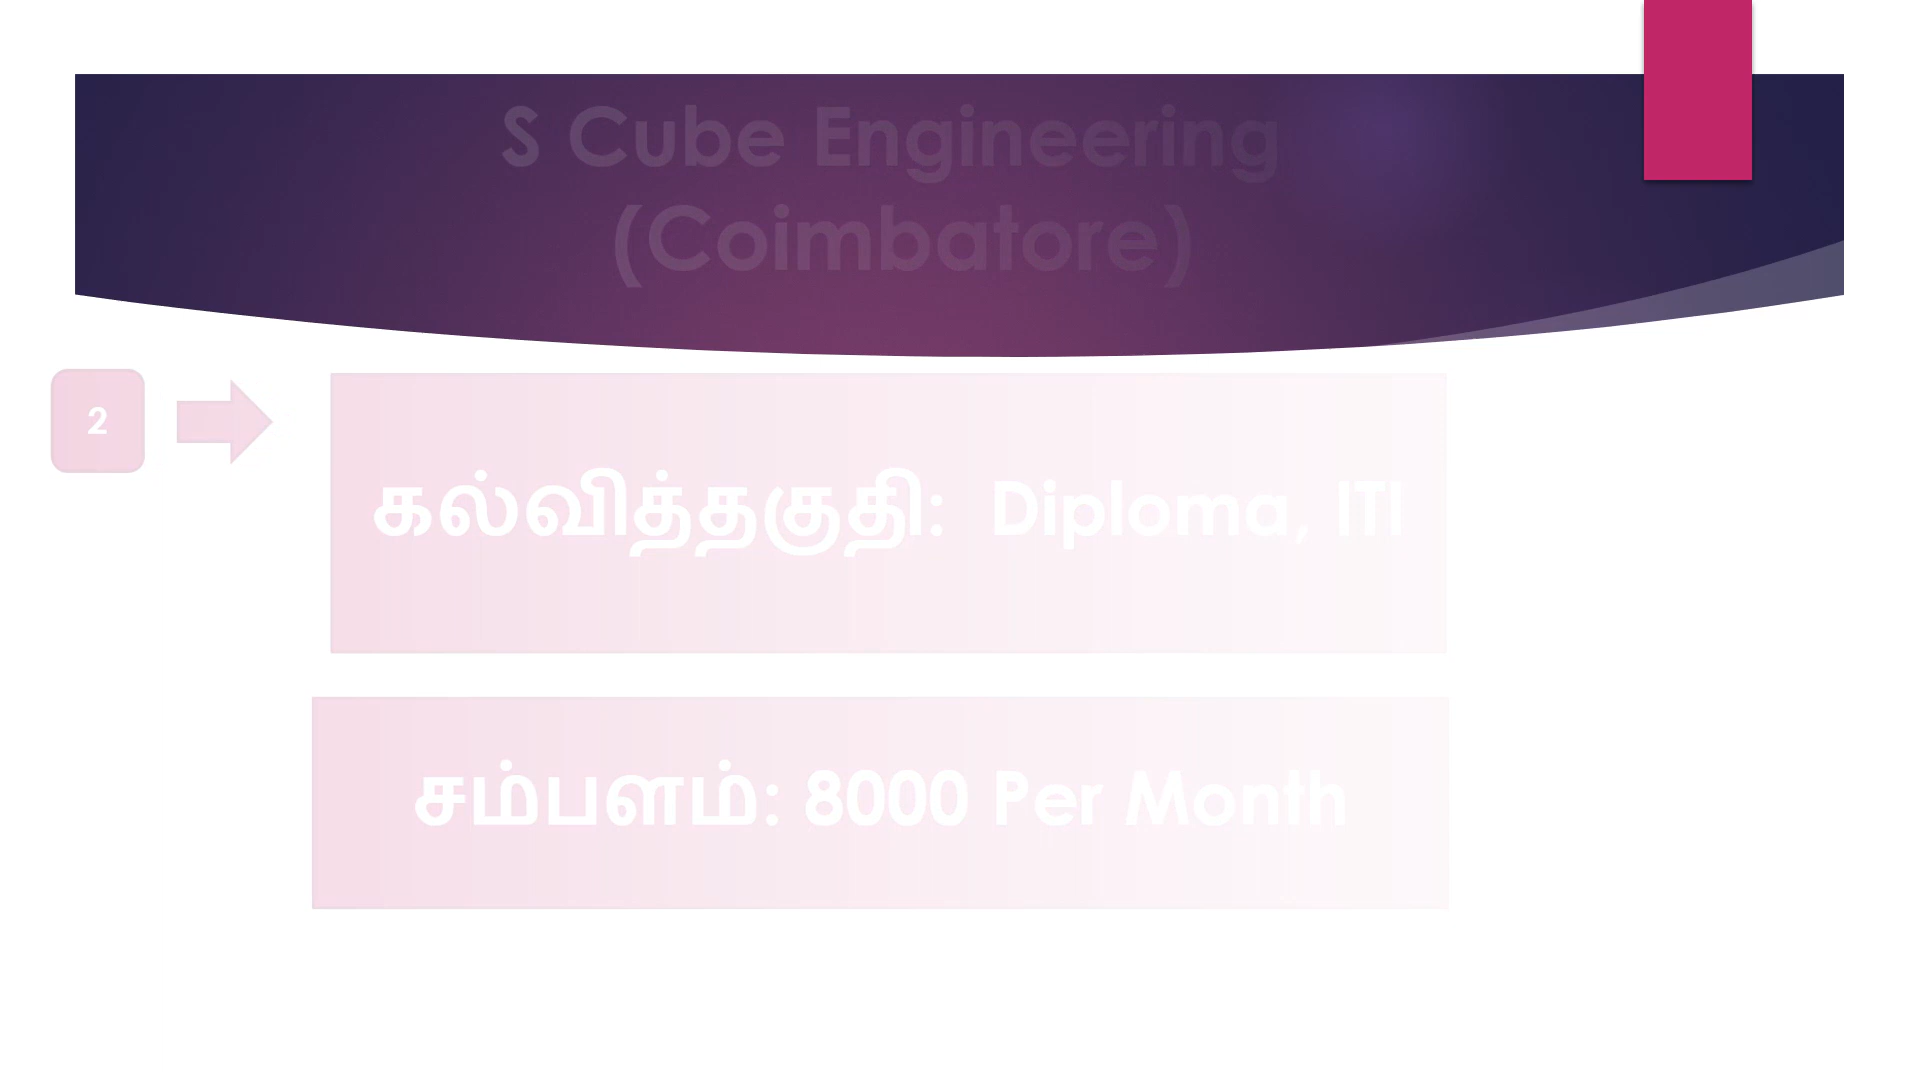 S Cube Engineering
(Coimbatore)
2
கல்வித்தகுதி: Diploma, ITI
சம்பளம்: 8000 Per Month